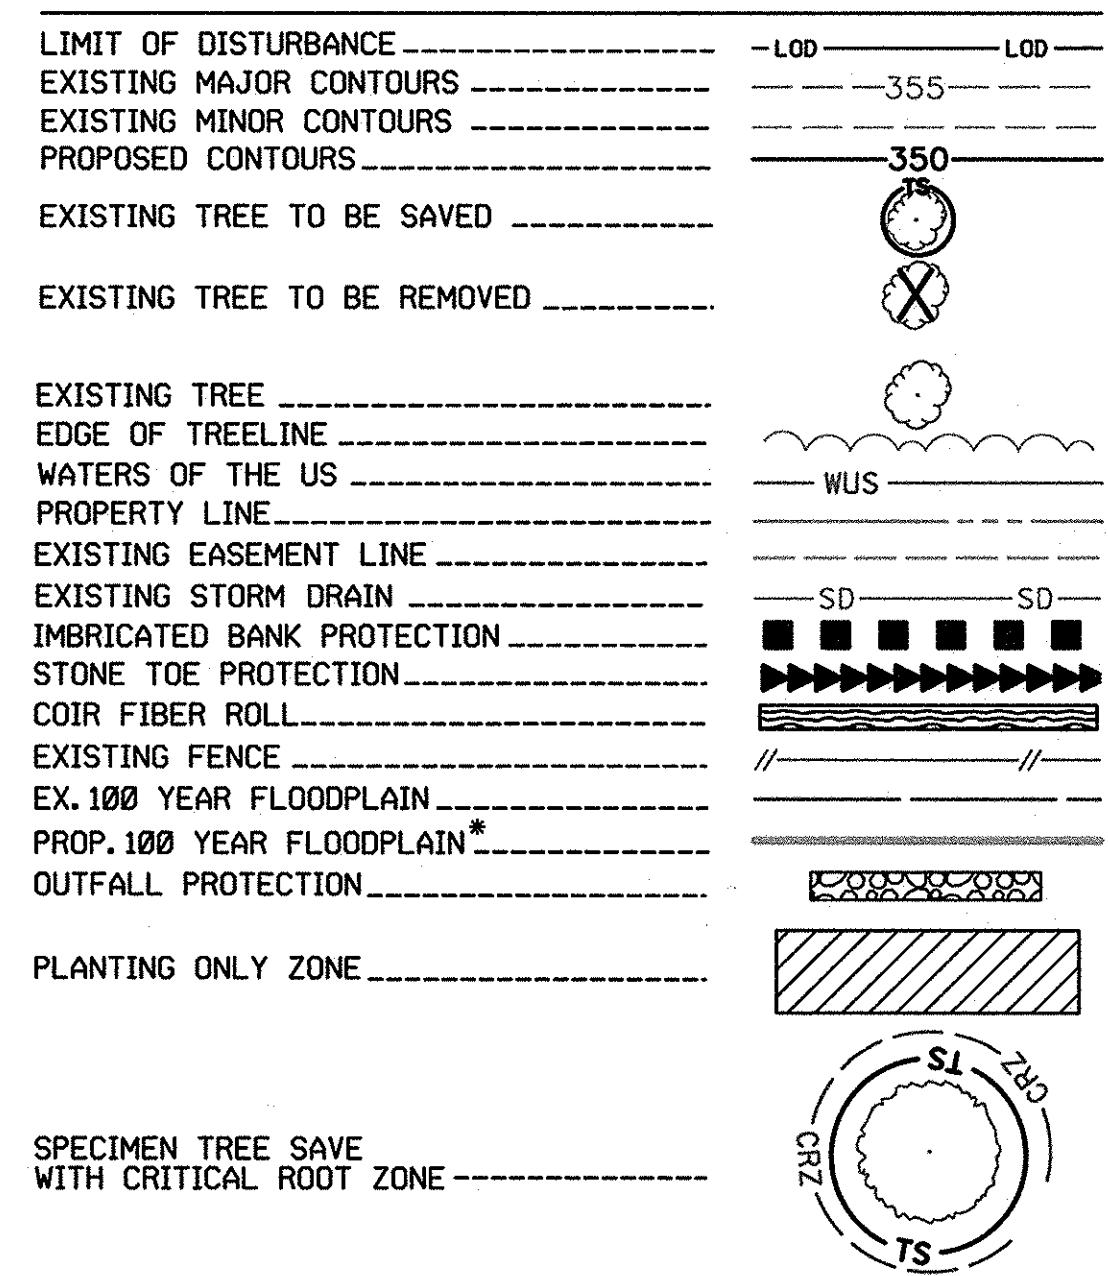 LIMIT OF DISTURBANCE LOD LOD
EXISTING MAJOR CONTOURS 355
EXISTING MINOR CONTOURS
PROPOSED CONTOURS 350
EXISTING TREE TO BE SAVED TS
EXISTING TREE TO BE REMOVED
EXISTING TREE
EDGE OF TREELINE
WATERS OF THE US WUS
PROPERTY LINE
EXISTING EASEMENT LINE
EXISTING STORM DRAIN SD SD
IMBRICATED BANK PROTECTION
STONE TOE PROTECTION
COIR FIBER ROLL
EXISTING FENCE // //
EX. 100 YEAR FLOODPLAIN
PROP. 100 YEAR FLOODPLAIN*
OUTFALL PROTECTION
PLANTING ONLY ZONE
TS CRZ
CRZ
SPECIMEN TREE SAVE
WITH CRITICAL ROOT ZONE
TS